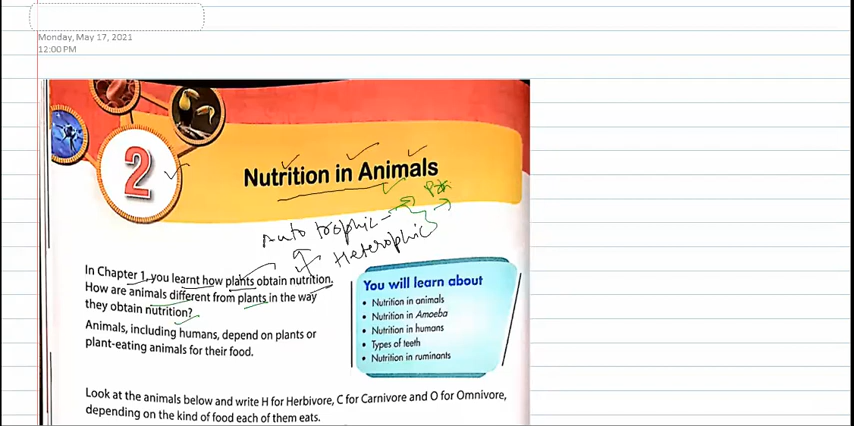 Monday, May 17, 2021
12:00 PM
2
Nutrition in Animals
Auto trophic
Heterophic
In Chapter 1, you learnt how plants obtain nutrition.
How are animals different from plants in the way
they obtain nutrition?
Animals, including humans, depend on plants or
plant-eating animals for their food.
You will learn about
• Nutrition in animals
• Nutrition in Amoeba
• Nutrition in humans
• Types of teeth
• Nutrition in ruminants
Look at the animals below and write H for Herbivore, C for Carnivore and O for Omnivore,
depending on the kind of food each of them eats.